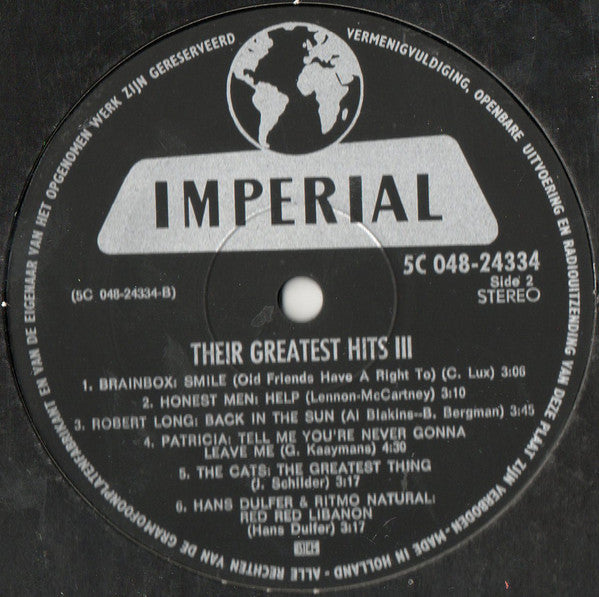 VERMENIGVULDIGING, OPENBARE UITVOERING EN RADIOUITZENDING VAN DEZE PLAAT ZIJN VERBODEN - MADE IN HOLLAND - ALLE RECHTEN VAN DE GRAMOFOONPLATENFABRIKANT EN VAN DE EIGENAAR VAN HET OPGENOMEN WERK ZIJN GERESERVEERD
IMPERIAL
5C 048-24334
(5C 048-24334-B)
Side 2
STEREO
THEIR GREATEST HITS III
1. BRAINBOX: SMILE (Old Friends Have A Right To) (C. Lux) 3:06
2. HONEST MEN: HELP (Lennon-McCartney) 3:10
3. ROBERT LONG: BACK IN THE SUN (Al Blakins--B. Bergman) 3:45
4. PATRICIA: TELL ME YOU'RE NEVER GONNA
LEAVE ME (G. Kaaymans) 4:30
5. THE CATS: THE GREATEST THING
(J. Schilder) 3:17
6. HANS DULFER & RITMO NATURAL:
RED RED LIBANON
(Hans Dulfer) 3:17